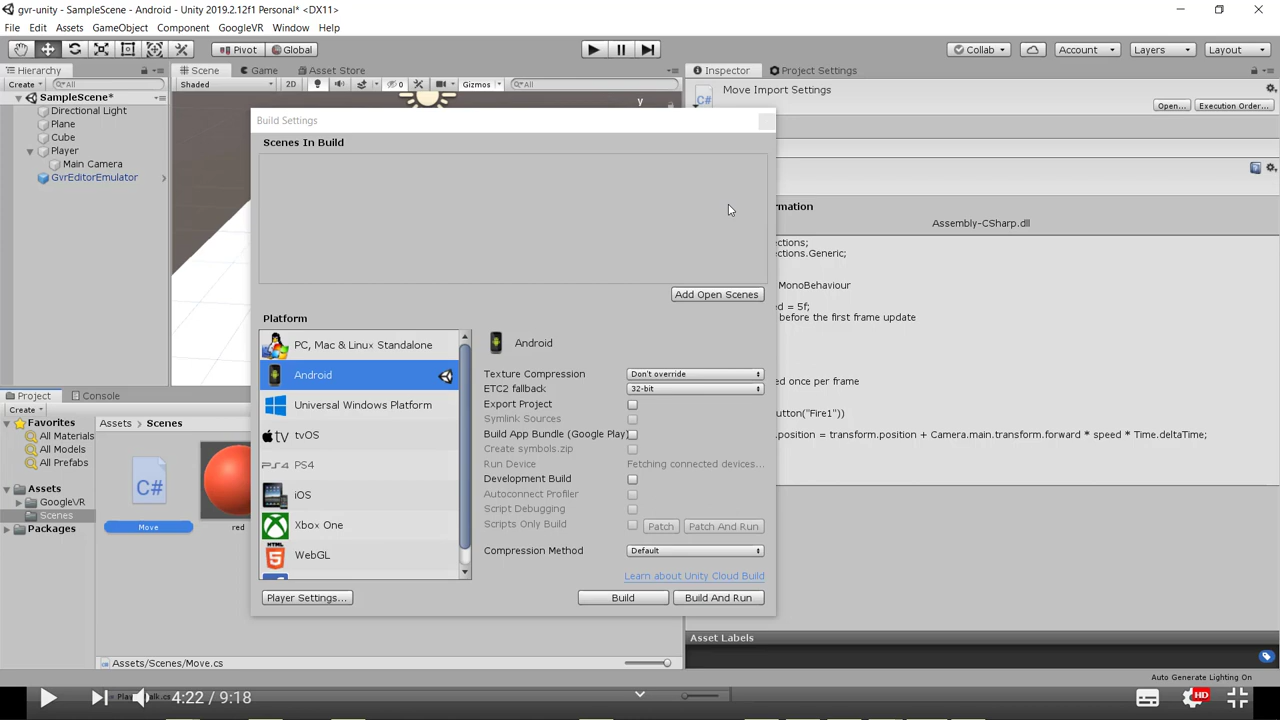 gvr-unity - SampleScene - Android - Unity 2019.2.12f1 Personal* <DX11>
File Edit Assets GameObject Component GoogleVR Window Help
Pivot Global Collab Account Layers Layout
Hierarchy Scene Game Asset Store Inspector Project Settings
Create All Shaded 2D 0 Gizmos All
Move Import Settings
Open... Execution Order...
SampleScene*
Directional Light
Plane
Cube
Player
Main Camera
GvrEditorEmulator
y
C#
Build Settings
Scenes In Build
Add Open Scenes
Platform
PC, Mac & Linux Standalone
Android
Universal Windows Platform
tv tvOS
PS4
iOS
Xbox One
HTML
5 WebGL
Player Settings...
Android
Texture Compression Don't override
ETC2 fallback 32-bit
Export Project
Symlink Sources
Build App Bundle (Google Play)
Create symbols.zip
Run Device Fetching connected devices...
Development Build
Autoconnect Profiler
Script Debugging
Scripts Only Build Patch Patch And Run
Compression Method Default
Learn about Unity Cloud Build
Build Build And Run
rmation
Assembly-CSharp.dll
ections;
ections.Generic;
MonoBehaviour
d = 5f;
before the first frame update
ed once per frame
utton("Fire1"))
.position = transform.position + Camera.main.transform.forward * speed * Time.deltaTime;
Project Console
Create
Favorites
All Materials
All Models
All Prefabs
Assets
GoogleVR
Scenes
Packages
Assets Scenes
C#
Move
red
Assets/Scenes/Move.cs
Asset Labels
Auto Generate Lighting On
4:22 / 9:18
HD